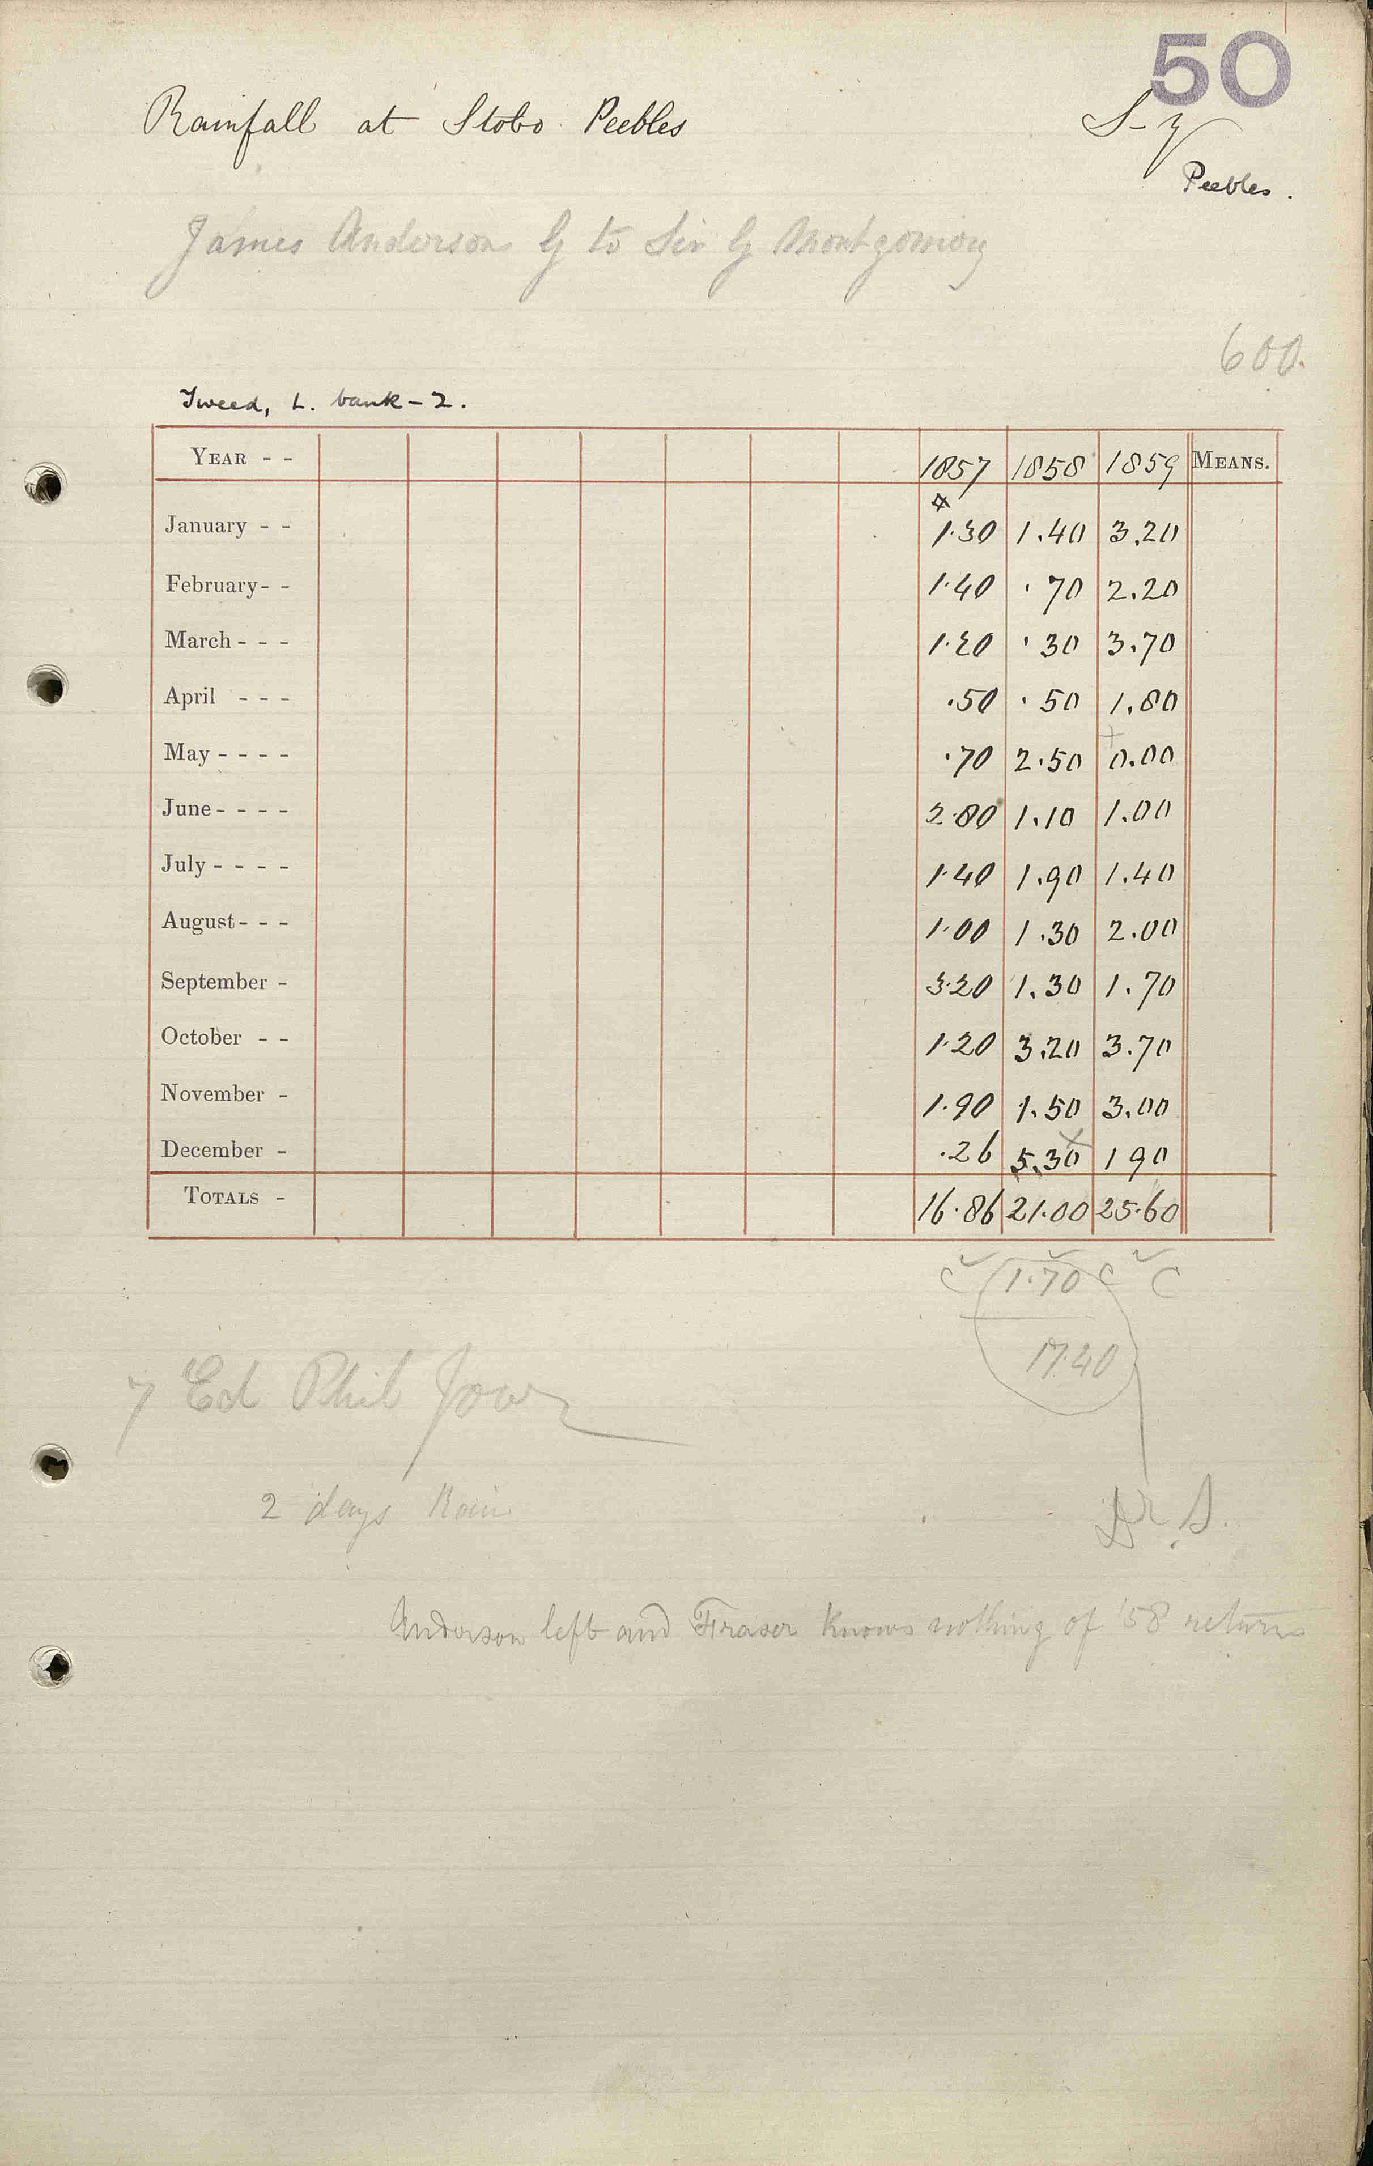 50
Rainfall at Stobo Peebles
S-y
Peebles.
James Anderson G to Sir G Montgomery
600.
Tweed, L. bank - 2.
YEAR - - 1857 1858 1859 MEANS.
January - - 1.30 1.40 3.20
February - - 1.40 .70 2.20
March - - - 1.20 .30 3.70
April - - - .50 .50 1.80
May - - - - .70 2.50 0.00
June - - - - 2.80 1.10 1.00
July - - - - 1.40 1.90 1.40
August - - - 1.00 1.30 2.00
September - 3.20 1.30 1.70
October - - 1.20 3.20 3.70
November - 1.90 1.50 3.00
December - .26 5.30 1 90
TOTALS - 16.86 21.00 25.60
C 1.70 C C
17.40
7 Ed Phil Jour
2 days Rain
Dr S.
Anderson left and Fraser knows nothing of '58 returns